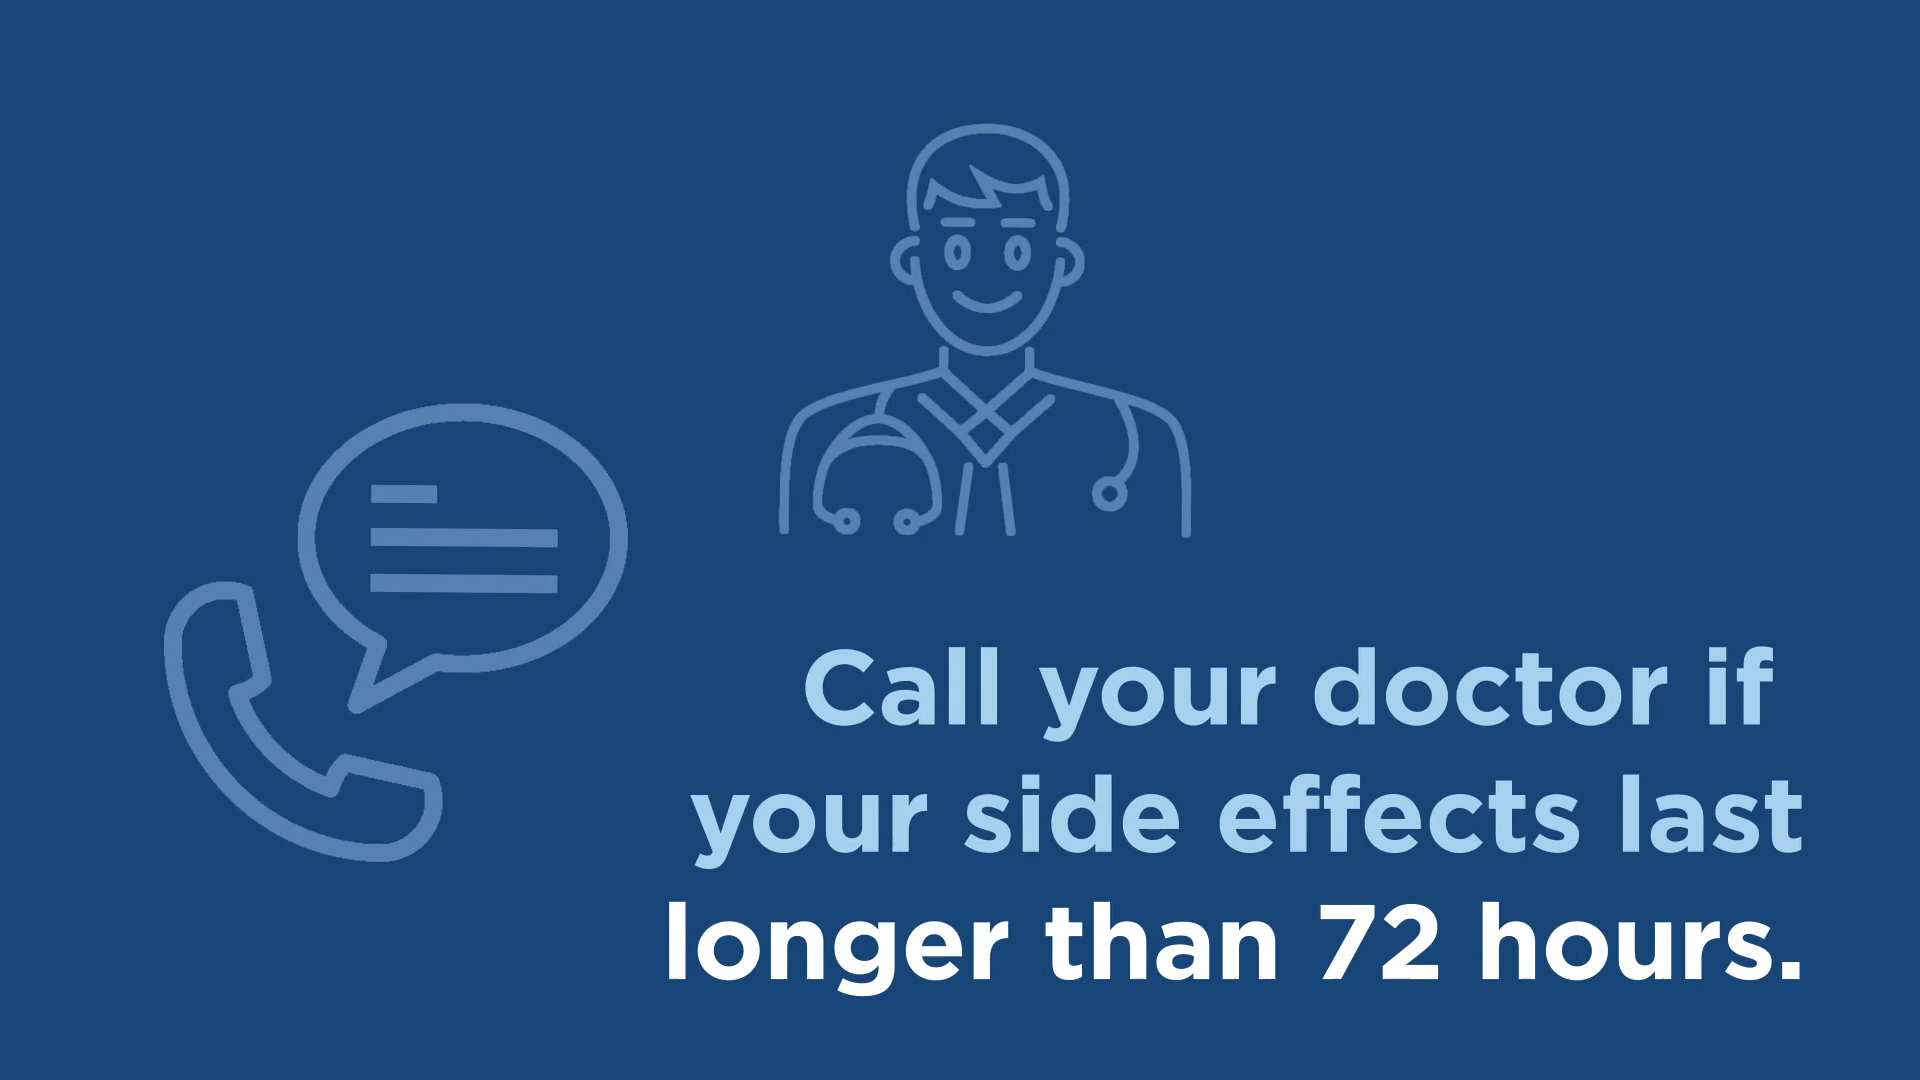 Call your doctor if
your side effects last
longer than 72 hours.